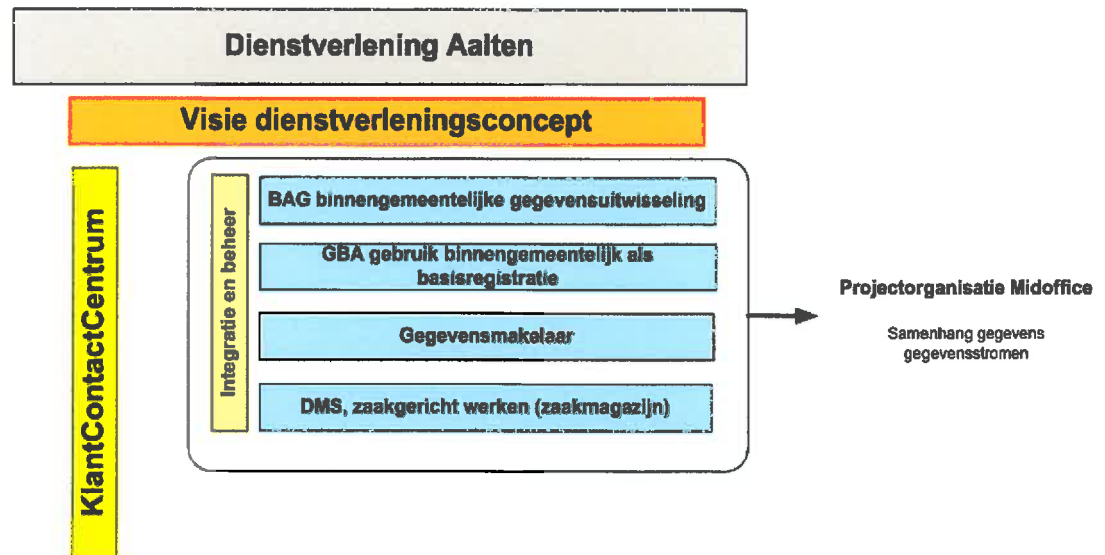 Dienstverlening Aalten
Visie dienstverleningsconcept
KlantContactCentrum
Integratie en beheer
BAG binnengemeentelijke gegevensuitwisseling
GBA gebruik binnengemeentelijk als
basisregistratie
Gegevensmakelaar
DMS, zaakgericht werken (zaakmagazijn)
Projectorganisatie Midoffice
Samenhang gegevens
gegevensstromen